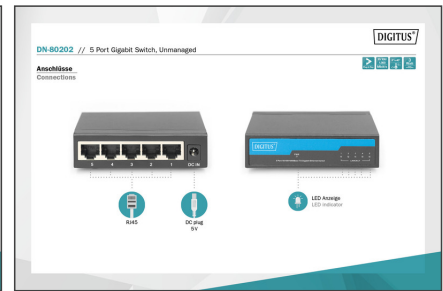 DIGITUS®
DN-80202 // 5 Port Gigabit Switch, Unmanaged
Anschlüsse
Connections
5 4 3 2 1 DC IN
DIGITUS
RJ45
DC plug
5V
LED Anzeige
LED indicator